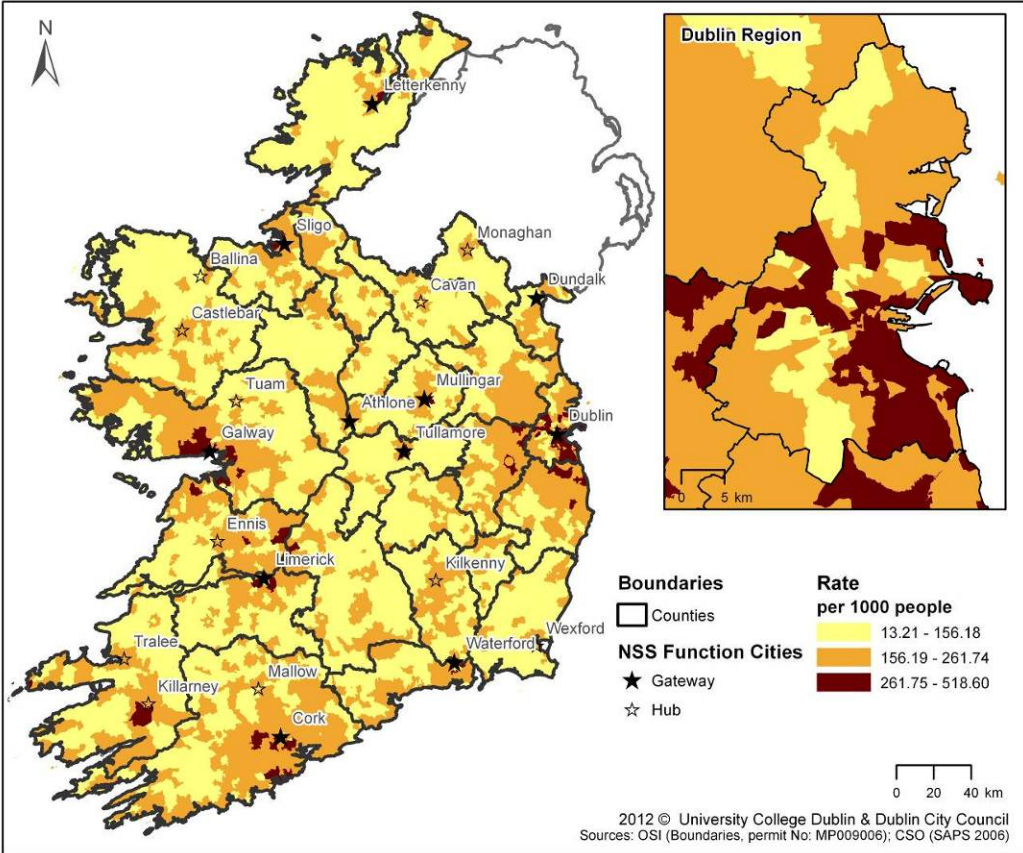 N
Letterkenny
Sligo
Monaghan
Ballina
Cavan
Dundalk
Castlebar
Tuam
Mullingar
Athlone
Dublin
Galway
Tullamore
Ennis
Limerick
Kilkenny
Tralee
Waterford
Wexford
Killarney
Mallow
Cork
Dublin Region
0 5 km
Boundaries
Counties
NSS Function Cities
Gateway
Hub
Rate
per 1000 people
13.21 - 156.18
156.19 - 261.74
261.75 - 518.60
0 20 40 km
2012 © University College Dublin & Dublin City Council
Sources: OSI (Boundaries, permit No: MP009006); CSO (SAPS 2006)